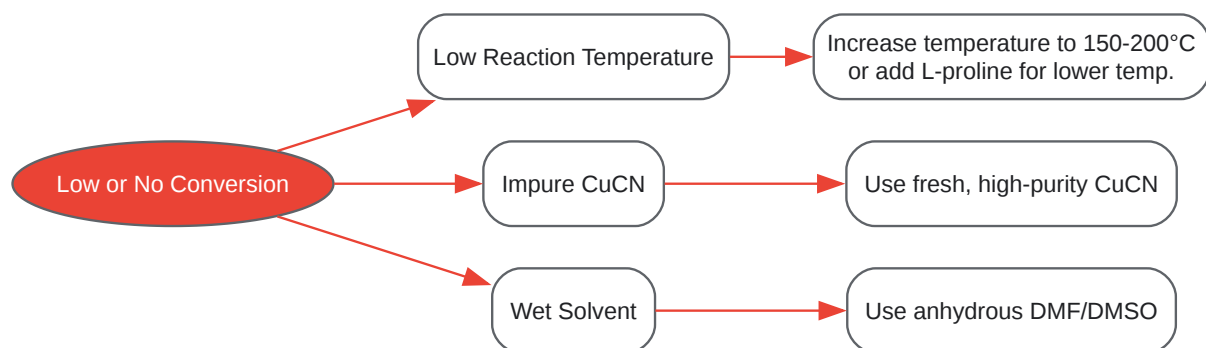 Low Reaction Temperature
Increase temperature to 150-200°C
or add L-proline for lower temp.
Low or No Conversion
Impure CuCN
Use fresh, high-purity CuCN
Wet Solvent
Use anhydrous DMF/DMSO